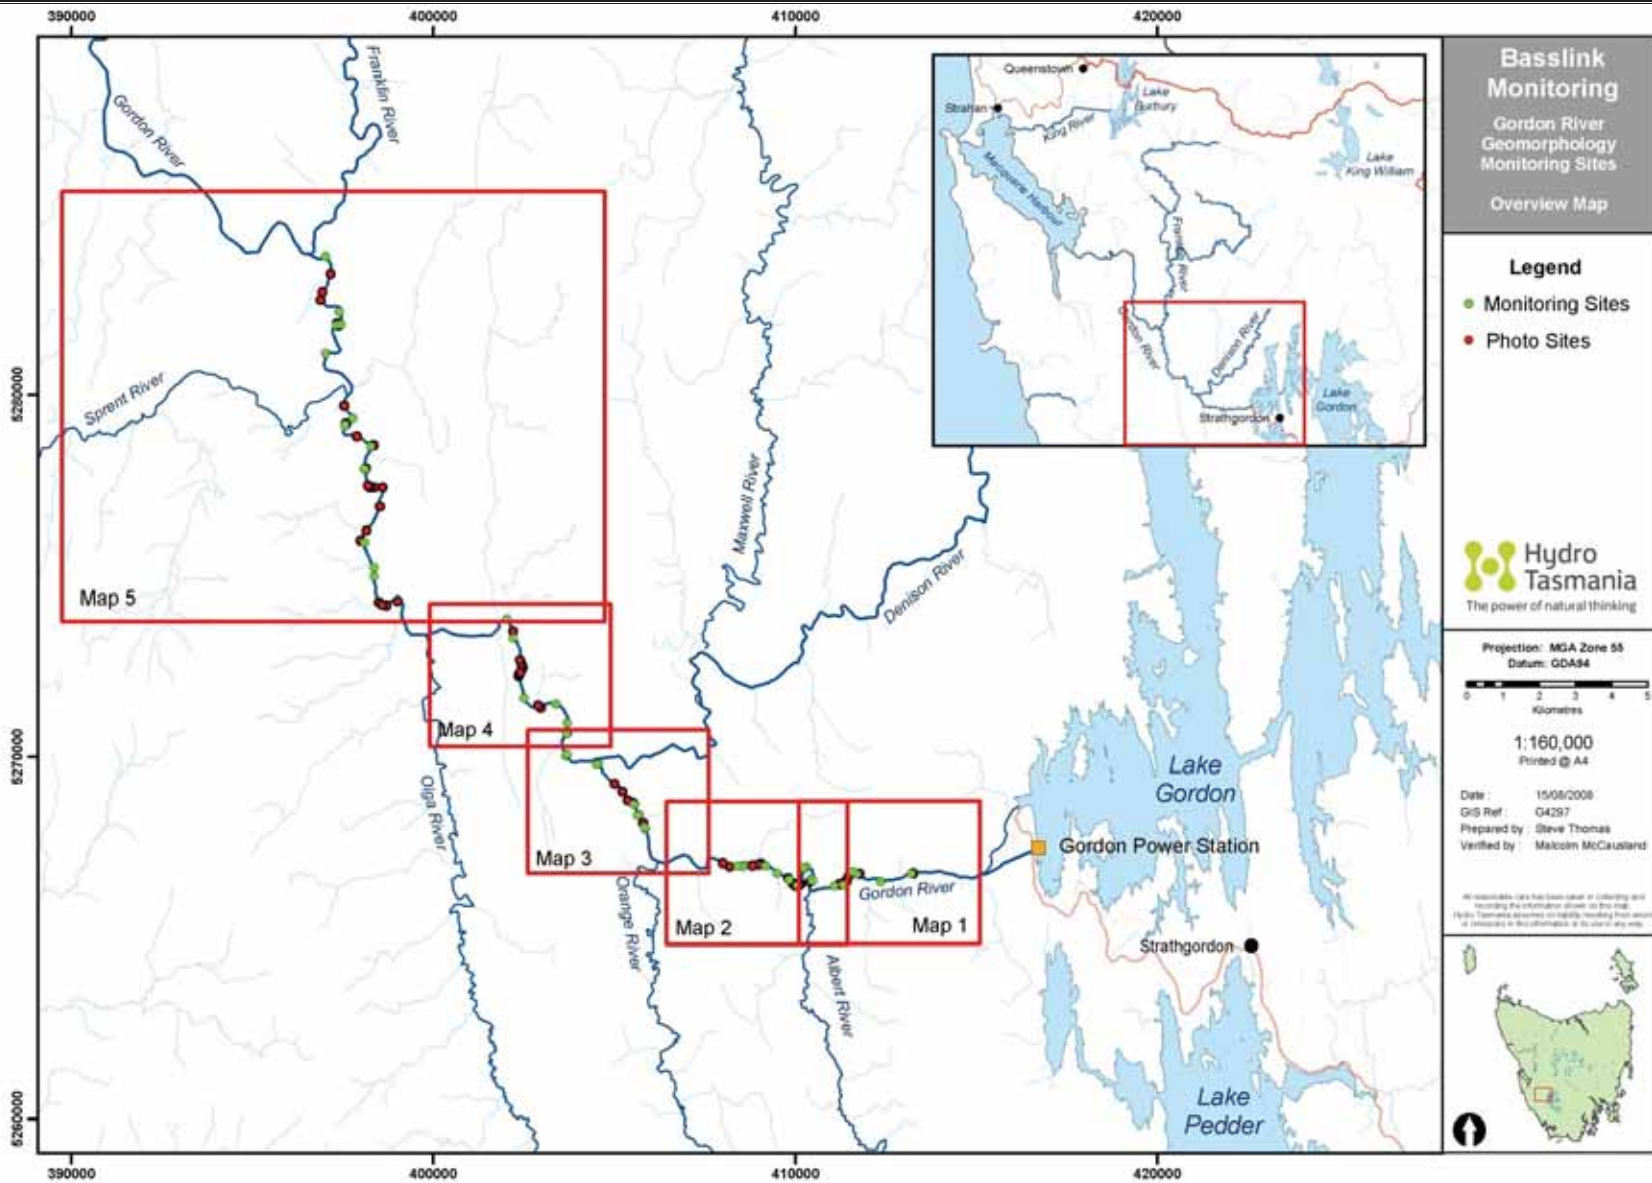 390000
400000
410000
420000
Basslink
Monitoring
Gordon River
Geomorphology
Monitoring Sites
Overview Map
Legend
Monitoring Sites
Photo Sites
Hydro
Tasmania
The power of natural thinking
Projection: MGA Zone 55
Datum: GDA94
0 1 2 3 4 5
Kilometres
1:160,000
Printed @ A4
Date : 15/08/2008
GIS Ref : G4297
Prepared by : Steve Thomas
Verified by : Malcolm McCausland
Queenstown
Strahan
Lake
Burbury
King River
Lake
King William
Macquarie Harbour
Franklin River
Gordon River
Denison River
Lake
Gordon
Strathgordon
Gordon River
Franklin River
Sprent River
Maxwell River
Denison River
Map 5
Map 4
Map 3
Map 2
Map 1
Olga River
Orange River
Albert River
Gordon River
Lake
Gordon
Gordon Power Station
Strathgordon
Lake
Pedder
5280000
5270000
5260000
390000
400000
410000
420000